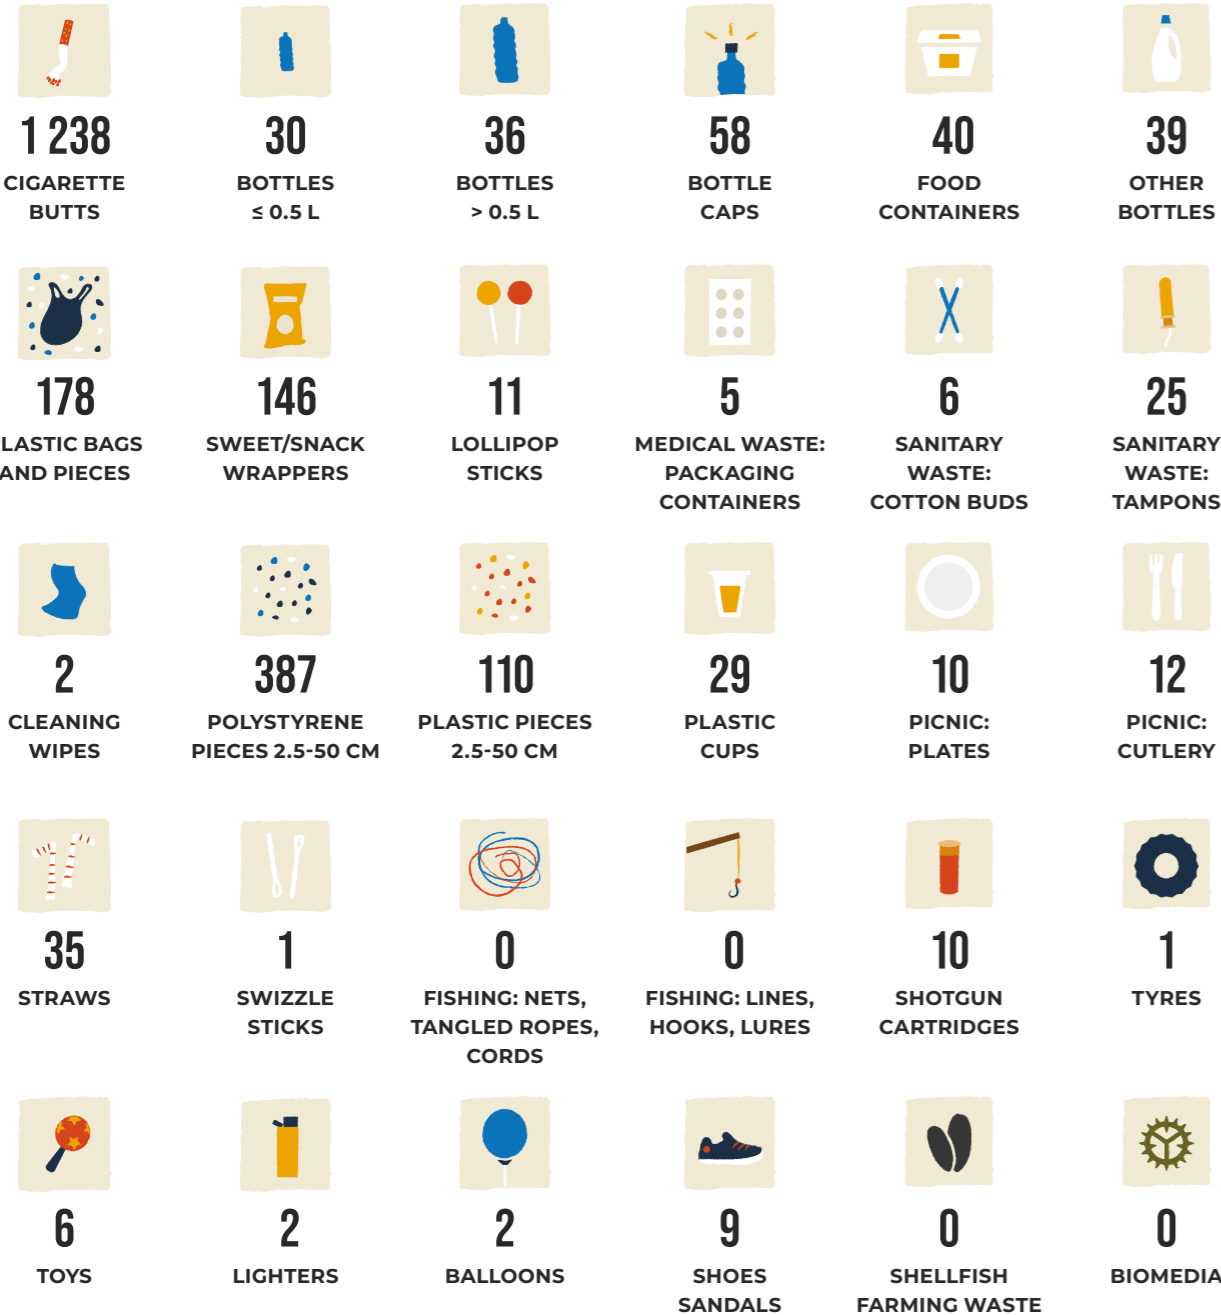 1 238
CIGARETTE
BUTTS
30
BOTTLES
≤ 0.5 L
36
BOTTLES
> 0.5 L
58
BOTTLE
CAPS
40
FOOD
CONTAINERS
39
OTHER
BOTTLES
178
LASTIC BAGS
AND PIECES
146
SWEET/SNACK
WRAPPERS
11
LOLLIPOP
STICKS
5
MEDICAL WASTE:
PACKAGING
CONTAINERS
6
SANITARY
WASTE:
COTTON BUDS
25
SANITARY
WASTE:
TAMPONS
2
CLEANING
WIPES
387
POLYSTYRENE
PIECES 2.5-50 CM
110
PLASTIC PIECES
2.5-50 CM
29
PLASTIC
CUPS
10
PICNIC:
PLATES
12
PICNIC:
CUTLERY
35
STRAWS
1
SWIZZLE
STICKS
0
FISHING: NETS,
TANGLED ROPES,
CORDS
0
FISHING: LINES,
HOOKS, LURES
10
SHOTGUN
CARTRIDGES
1
TYRES
6
TOYS
2
LIGHTERS
2
BALLOONS
9
SHOES
SANDALS
0
SHELLFISH
FARMING WASTE
0
BIOMEDIA